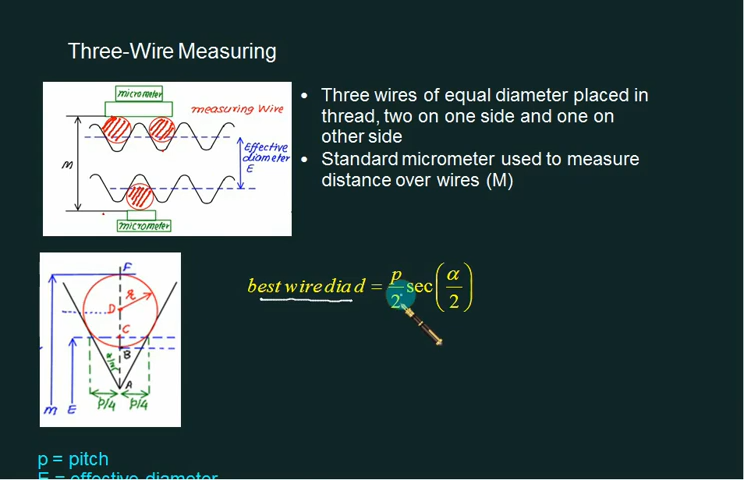 Three-Wire Measuring
micrometer
measuring Wire
Effective
diameter
E
M
micrometer
• Three wires of equal diameter placed in
thread, two on one side and one on
other side
• Standard micrometer used to measure
distance over wires (M)
F
r
D
C
B
α/2
A
M
E
P/4
P/4
best wire dia d = p/2 sec(α/2)
p = pitch
E = effective diameter